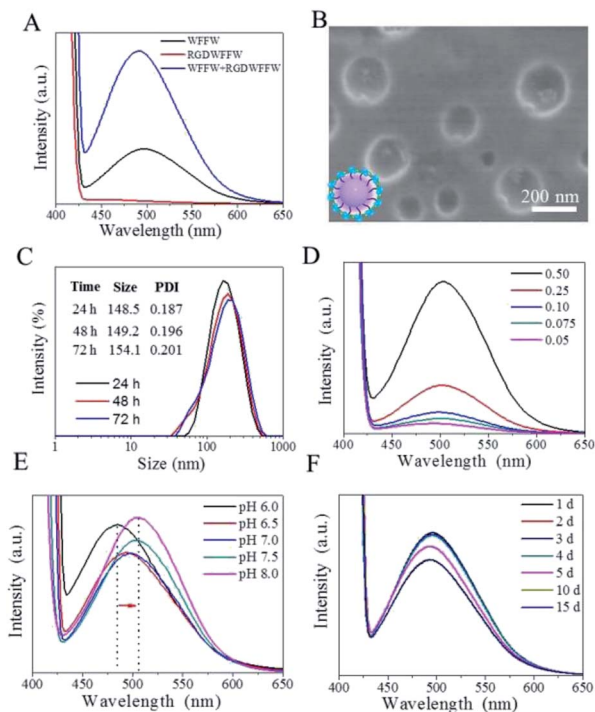 A
WFFW
RGDWFFW
WFFW+RGDWFFW
Intensity (a.u.)
400 450 500 550 600 650
Wavelength (nm)
B
200 nm
C
Time Size PDI
24 h 148.5 0.187
48 h 149.2 0.196
72 h 154.1 0.201
24 h
48 h
72 h
Intensity (%)
1 10 100 1000
Size (nm)
D
0.50
0.25
0.10
0.075
0.05
Intensity (a.u.)
400 450 500 550 600 650
Wavelength (nm)
E
pH 6.0
pH 6.5
pH 7.0
pH 7.5
pH 8.0
Intensity (a.u.)
400 450 500 550 600 650
Wavelength (nm)
F
1 d
2 d
3 d
4 d
5 d
10 d
15 d
Intensity (a.u.)
400 450 500 550 600 650
Wavelength (nm)